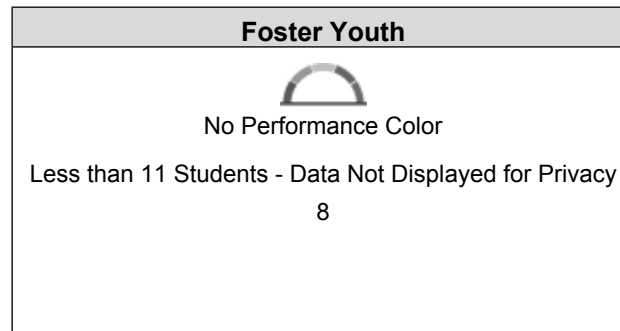 Foster Youth
No Performance Color
Less than 11 Students - Data Not Displayed for Privacy
8